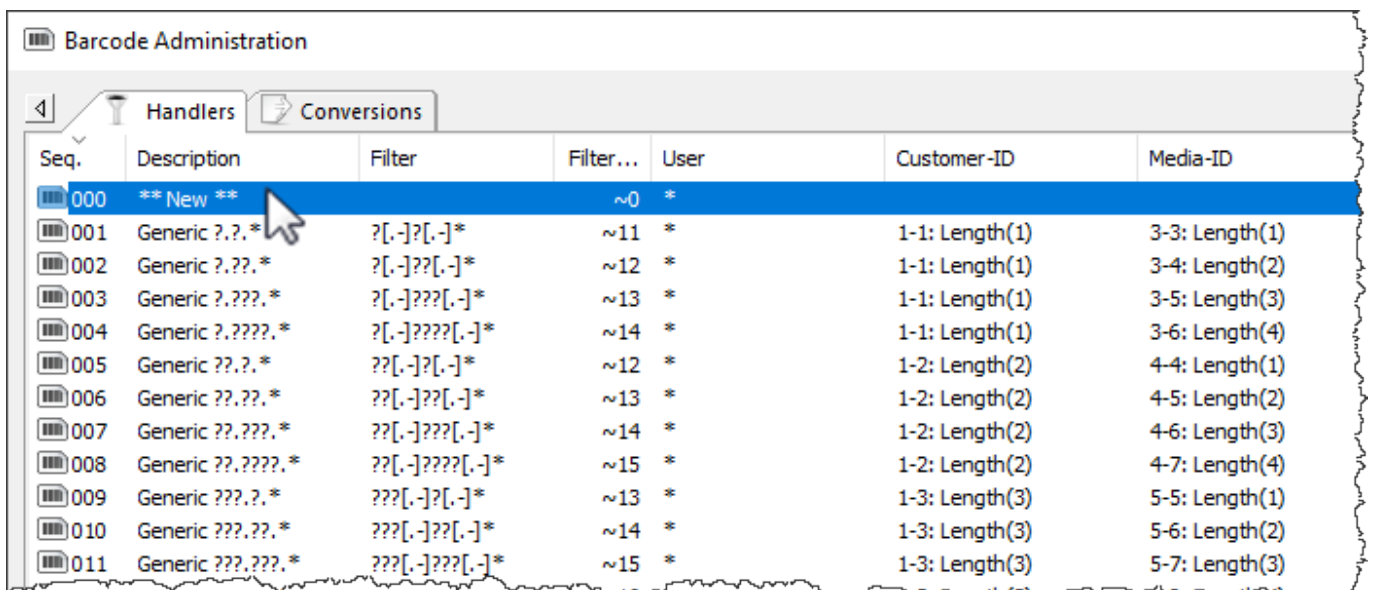 Barcode Administration
Handlers Conversions
Seq. Description Filter Filter... User Customer-ID Media-ID
000 ** New ** ~0 *
001 Generic ?.?.* ?[.-]?[.-]* ~11 * 1-1: Length(1) 3-3: Length(1)
002 Generic ?.??.* ?[.-]??[.-]* ~12 * 1-1: Length(1) 3-4: Length(2)
003 Generic ?.???.* ?[.-]???[.-]* ~13 * 1-1: Length(1) 3-5: Length(3)
004 Generic ?.????.* ?[.-]????[.-]* ~14 * 1-1: Length(1) 3-6: Length(4)
005 Generic ??.?.* ??[.-]?[.-]* ~12 * 1-2: Length(2) 4-4: Length(1)
006 Generic ??.??.* ??[.-]??[.-]* ~13 * 1-2: Length(2) 4-5: Length(2)
007 Generic ??.???.* ??[.-]???[.-]* ~14 * 1-2: Length(2) 4-6: Length(3)
008 Generic ??.????.* ??[.-]????[.-]* ~15 * 1-2: Length(2) 4-7: Length(4)
009 Generic ???.?.* ???[.-]?[.-]* ~13 * 1-3: Length(3) 5-5: Length(1)
010 Generic ???.??.* ???[.-]??[.-]* ~14 * 1-3: Length(3) 5-6: Length(2)
011 Generic ???.???.* ???[.-]???[.-]* ~15 * 1-3: Length(3) 5-7: Length(3)